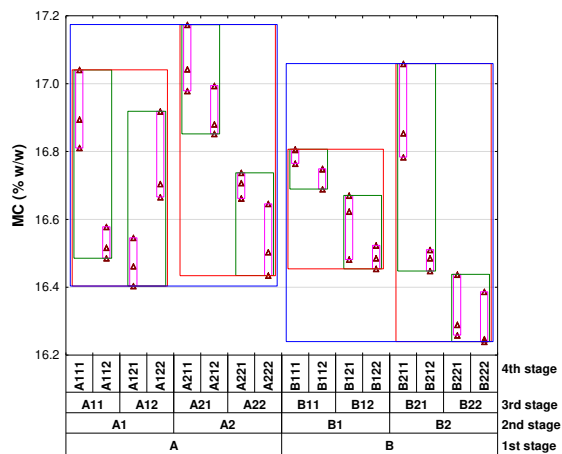 17.2
17.0
16.8
16.6
16.4
16.2
MC (% w/w)
A111 A112 A121 A122 A211 A212 A221 A222 B111 B112 B121 B122 B211 B212 B221 B222 4th stage
A11 A12 A21 A22 B11 B12 B21 B22 3rd stage
A1 A2 B1 B2 2nd stage
A B 1st stage